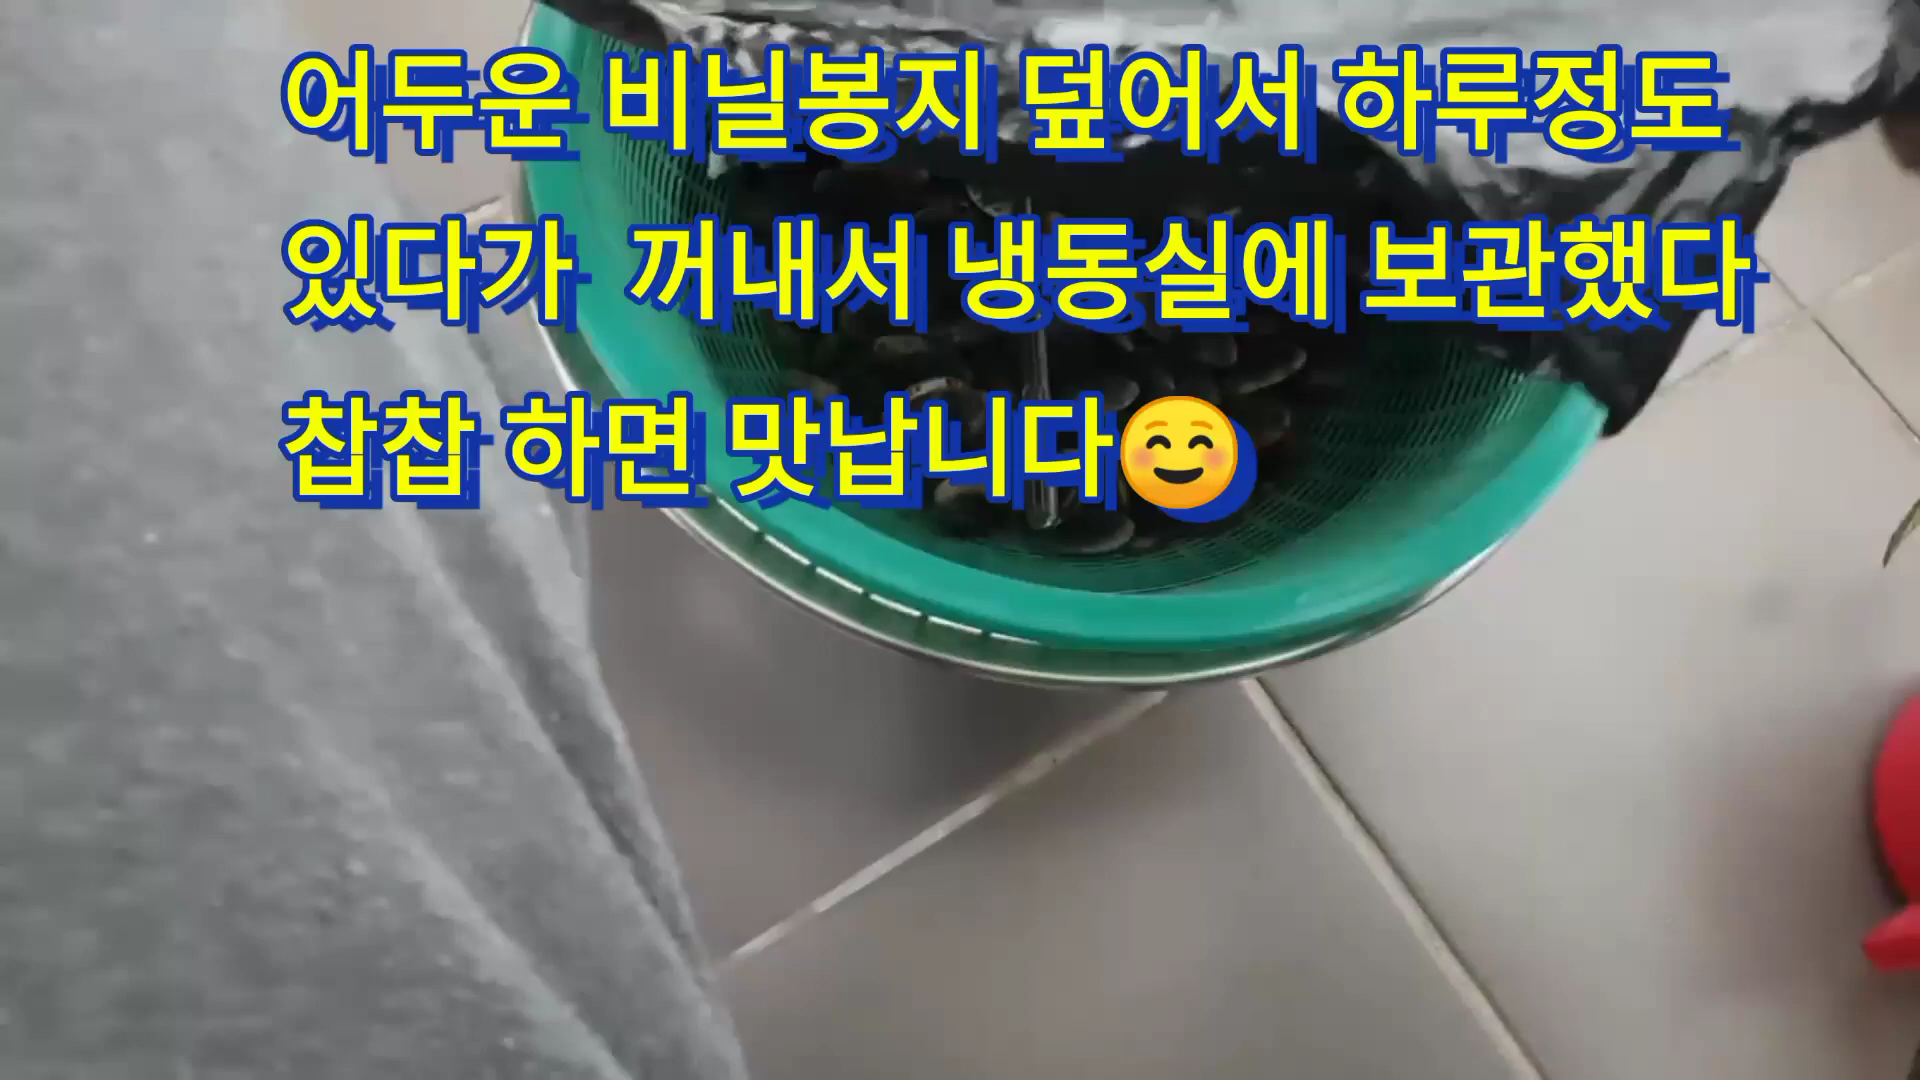 어두운 비닐봉지 덮어서 하루정도
있다가 꺼내서 냉동실에 보관했다
찹찹 하면 맛납니다☺️